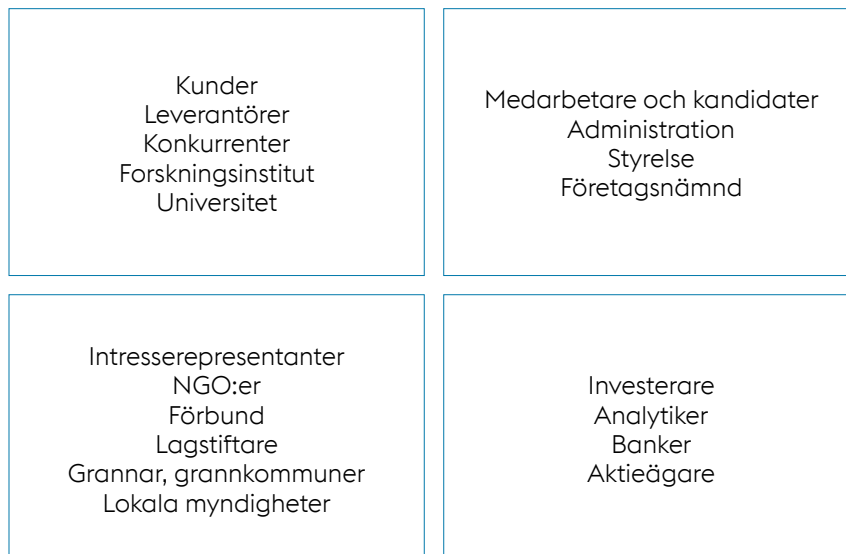 Kunder
Leverantörer
Konkurrenter
Forskningsinstitut
Universitet
Medarbetare och kandidater
Administration
Styrelse
Företagsnämnd
Intresserepresentanter
NGO:er
Förbund
Lagstiftare
Grannar, grannkommuner
Lokala myndigheter
Investerare
Analytiker
Banker
Aktieägare